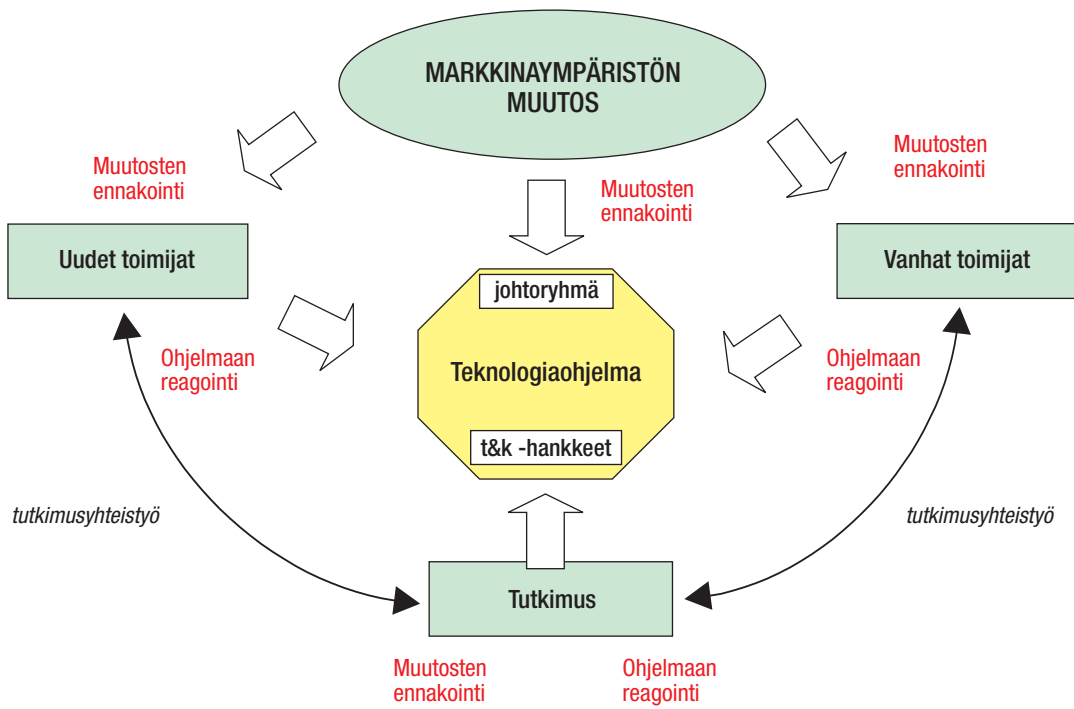 MARKKINAYMPÄRISTÖN
MUUTOS
Muutosten
ennakointi
Muutosten
ennakointi
Muutosten
ennakointi
Uudet toimijat
Vanhat toimijat
johtoryhmä
Ohjelmaan
reagointi
Teknologiaohjelma
Ohjelmaan
reagointi
t&k -hankkeet
tutkimusyhteistyö
tutkimusyhteistyö
Tutkimus
Muutosten
ennakointi
Ohjelmaan
reagointi